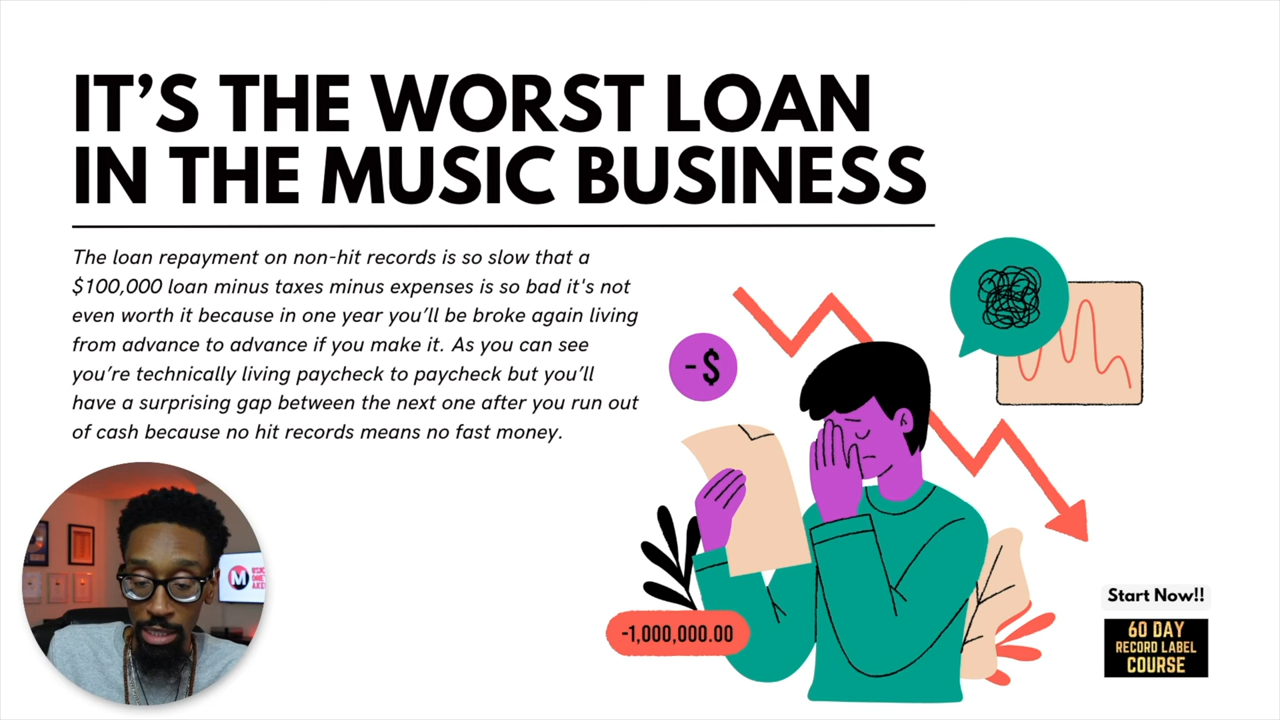 IT’S THE WORST LOAN
IN THE MUSIC BUSINESS
The loan repayment on non-hit records is so slow that a
$100,000 loan minus taxes minus expenses is so bad it's not
even worth it because in one year you’ll be broke again living
from advance to advance if you make it. As you can see
you’re technically living paycheck to paycheck but you’ll
have a surprising gap between the next one after you run out
of cash because no hit records means no fast money.
-$
-1,000,000.00
M
Start Now!!
60 DAY
RECORD LABEL
COURSE